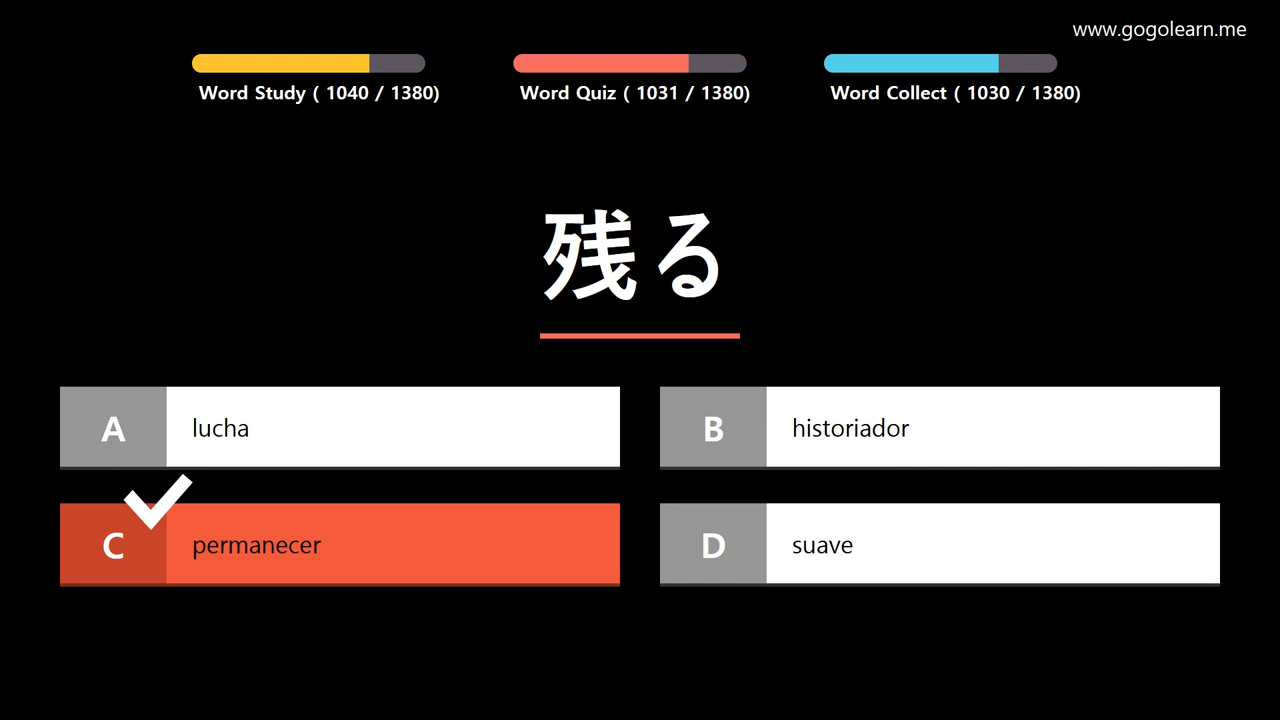 www.gogolearn.me
Word Study ( 1040 / 1380)
Word Quiz ( 1031 / 1380)
Word Collect ( 1030 / 1380)
残る
A lucha
B historiador
C permanecer
D suave